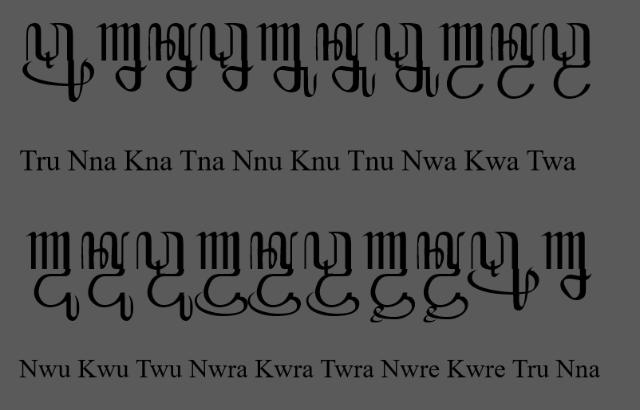 ꦠꦿꦸ ꦤ꧀ꦤ ꦏ꧀ꦤ ꦠ꧀ꦤ ꦤ꧀ꦤꦸ ꦏ꧀ꦤꦸ ꦠ꧀ꦤꦸ ꦤ꧀ꦮ ꦏ꧀ꦮ ꦠ꧀ꦮ
Tru Nna Kna Tna Nnu Knu Tnu Nwa Kwa Twa
ꦤ꧀ꦮꦸ ꦏ꧀ꦮꦸ ꦠ꧀ꦮꦸ ꦤ꧀ꦮꦿ ꦏ꧀ꦮꦿ ꦠ꧀ꦮꦿ ꦤ꧀ꦮꦽ ꦏ꧀ꦮꦽ ꦠꦿꦸ ꦤ꧀ꦤ
Nwu Kwu Twu Nwra Kwra Twra Nwre Kwre Tru Nna